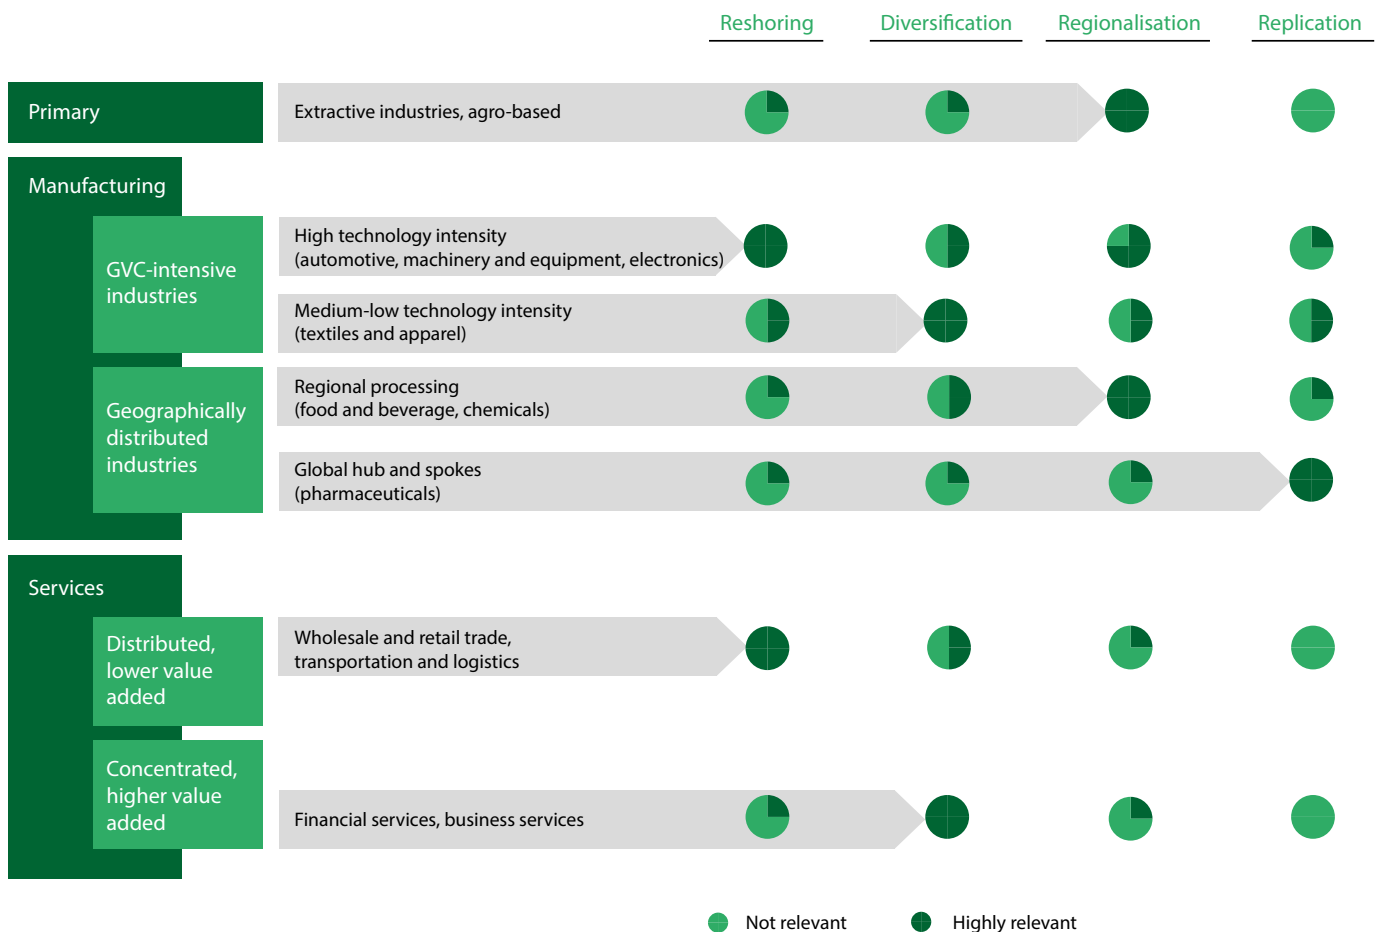 Reshoring
Diversification
Regionalisation
Replication
Primary
Extractive industries, agro-based
Manufacturing
GVC-intensive
industries
High technology intensity
(automotive, machinery and equipment, electronics)
Medium-low technology intensity
(textiles and apparel)
Geographically
distributed
industries
Regional processing
(food and beverage, chemicals)
Global hub and spokes
(pharmaceuticals)
Services
Distributed,
lower value
added
Wholesale and retail trade,
transportation and logistics
Concentrated,
higher value
added
Financial services, business services
Not relevant
Highly relevant